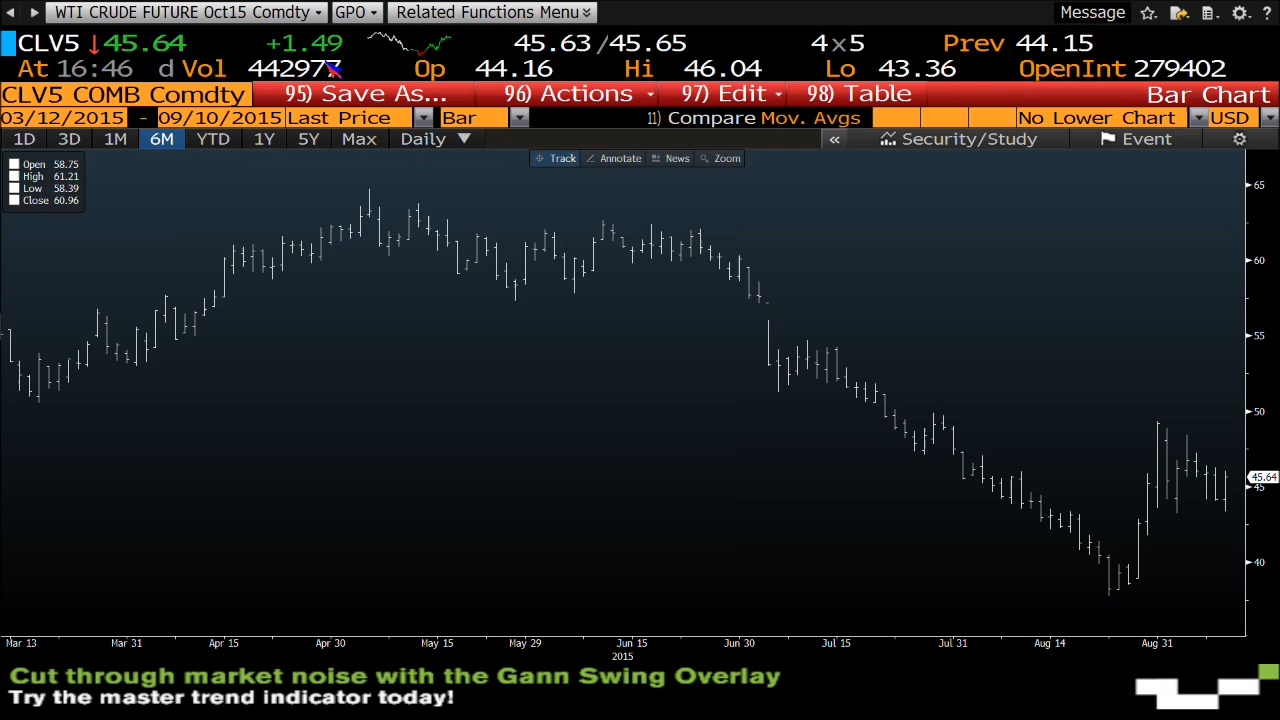 WTI CRUDE FUTURE Oct15 Comdty GPO Related Functions Menu Message ?
CLV5 45.64 +1.49 45.63 /45.65 4x5 Prev 44.15
At 16:46 d Vol 442977 Op 44.16 Hi 46.04 Lo 43.36 OpenInt 279402
CLV5 COMB Comdty 95) Save As... 96) Actions 97) Edit 98) Table Bar Chart
03/12/2015 - 09/10/2015 Last Price Bar 11) Compare Mov. Avgs No Lower Chart USD
1D 3D 1M 6M YTD 1Y 5Y Max Daily « Security/Study Event
Track Annotate News Zoom
Open 58.75
High 61.21
Low 58.39
Close 60.96
65
60
55
50
45.64
45
40
Mar 13 Mar 31 Apr 15 Apr 30 May 15 May 29 Jun 15 Jun 30 Jul 15 Jul 31 Aug 14 Aug 31
2015
Cut through market noise with the Gann Swing Overlay
Try the master trend indicator today!